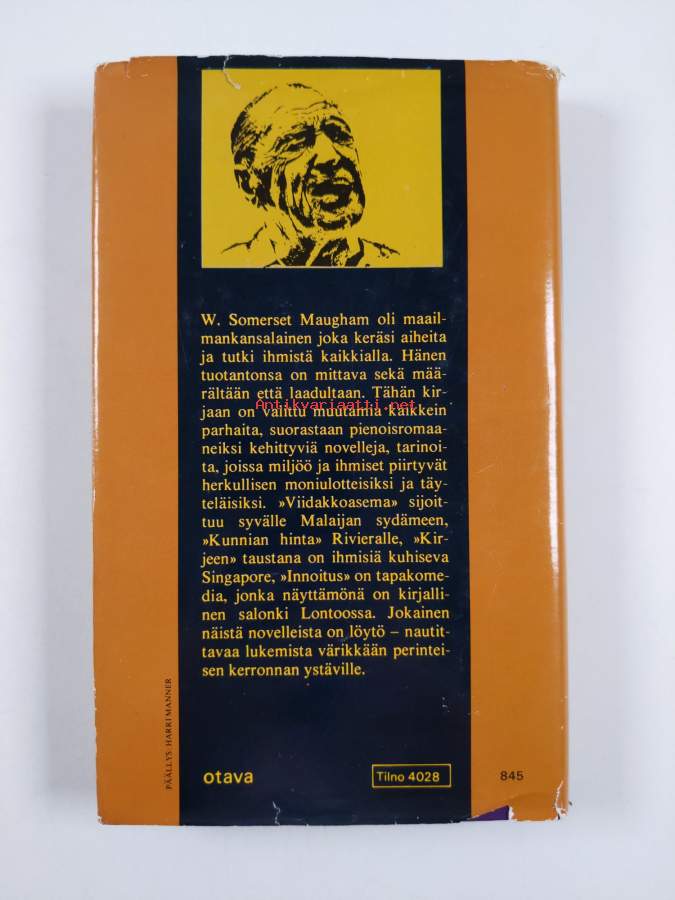 W. Somerset Maugham oli maail-
mankansalainen joka keräsi aiheita
ja tutki ihmistä kaikkialla. Hänen
tuotantonsa on mittava sekä mää-
rältään että laadultaan. Tähän kir-
jaan on valittu muutamia kaikkein
Antikvariaatti.net
parhaita, suorastaan pienoisromaa-
neiksi kehittyviä novelleja, tarinoi-
ta, joissa miljöö ja ihmiset piirtyvät
herkullisen moniulotteisiksi ja täy-
teläisiksi. »Viidakkoasema» sijoit-
tuu syvälle Malaijan sydämeen,
»Kunnian hinta» Rivieralle, »Kir-
jeen» taustana on ihmisiä kuhiseva
Singapore, »Innoitus» on tapakome-
dia, jonka näyttämönä on kirjalli-
nen salonki Lontoossa. Jokainen
näistä novelleista on löytö – nautit-
tavaa lukemista värikkään perintei-
sen kerronnan ystäville.
PÄÄLLYS: HARRI MANNER
otava
Tilno 4028
845